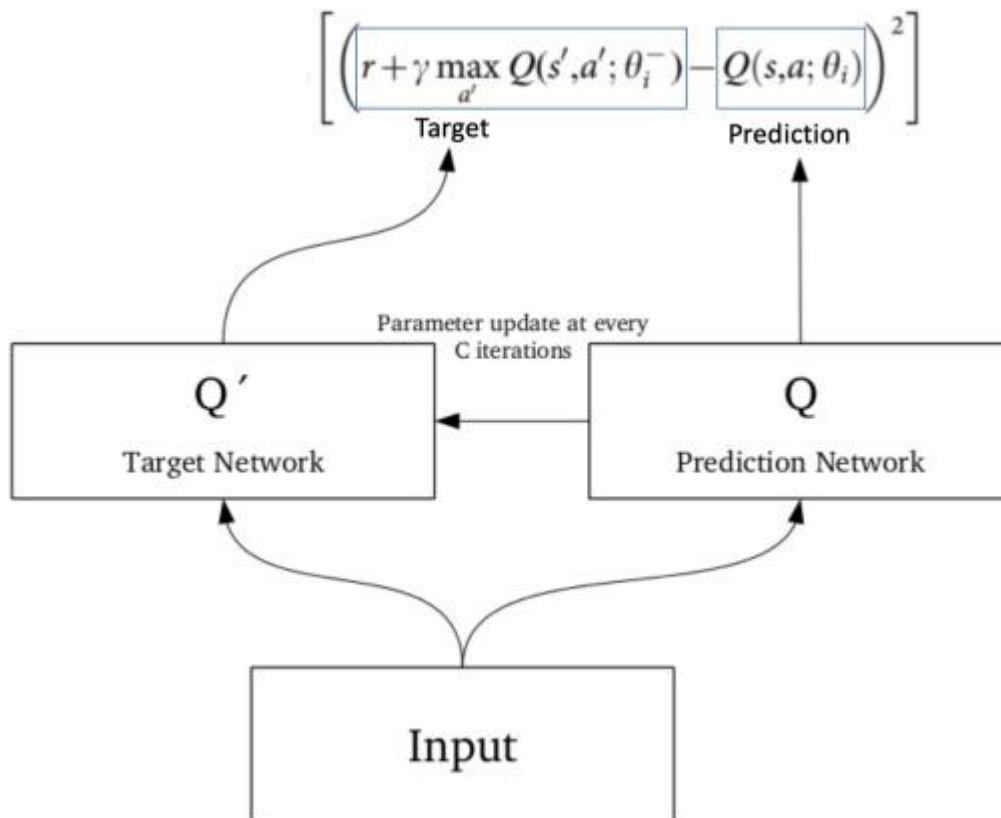 [(r + γ max_{a'} Q(s',a'; θ_i^-) − Q(s,a; θ_i))^2]
Target
Prediction
Parameter update at every
C iterations
Q´
Target Network
Q
Prediction Network
Input